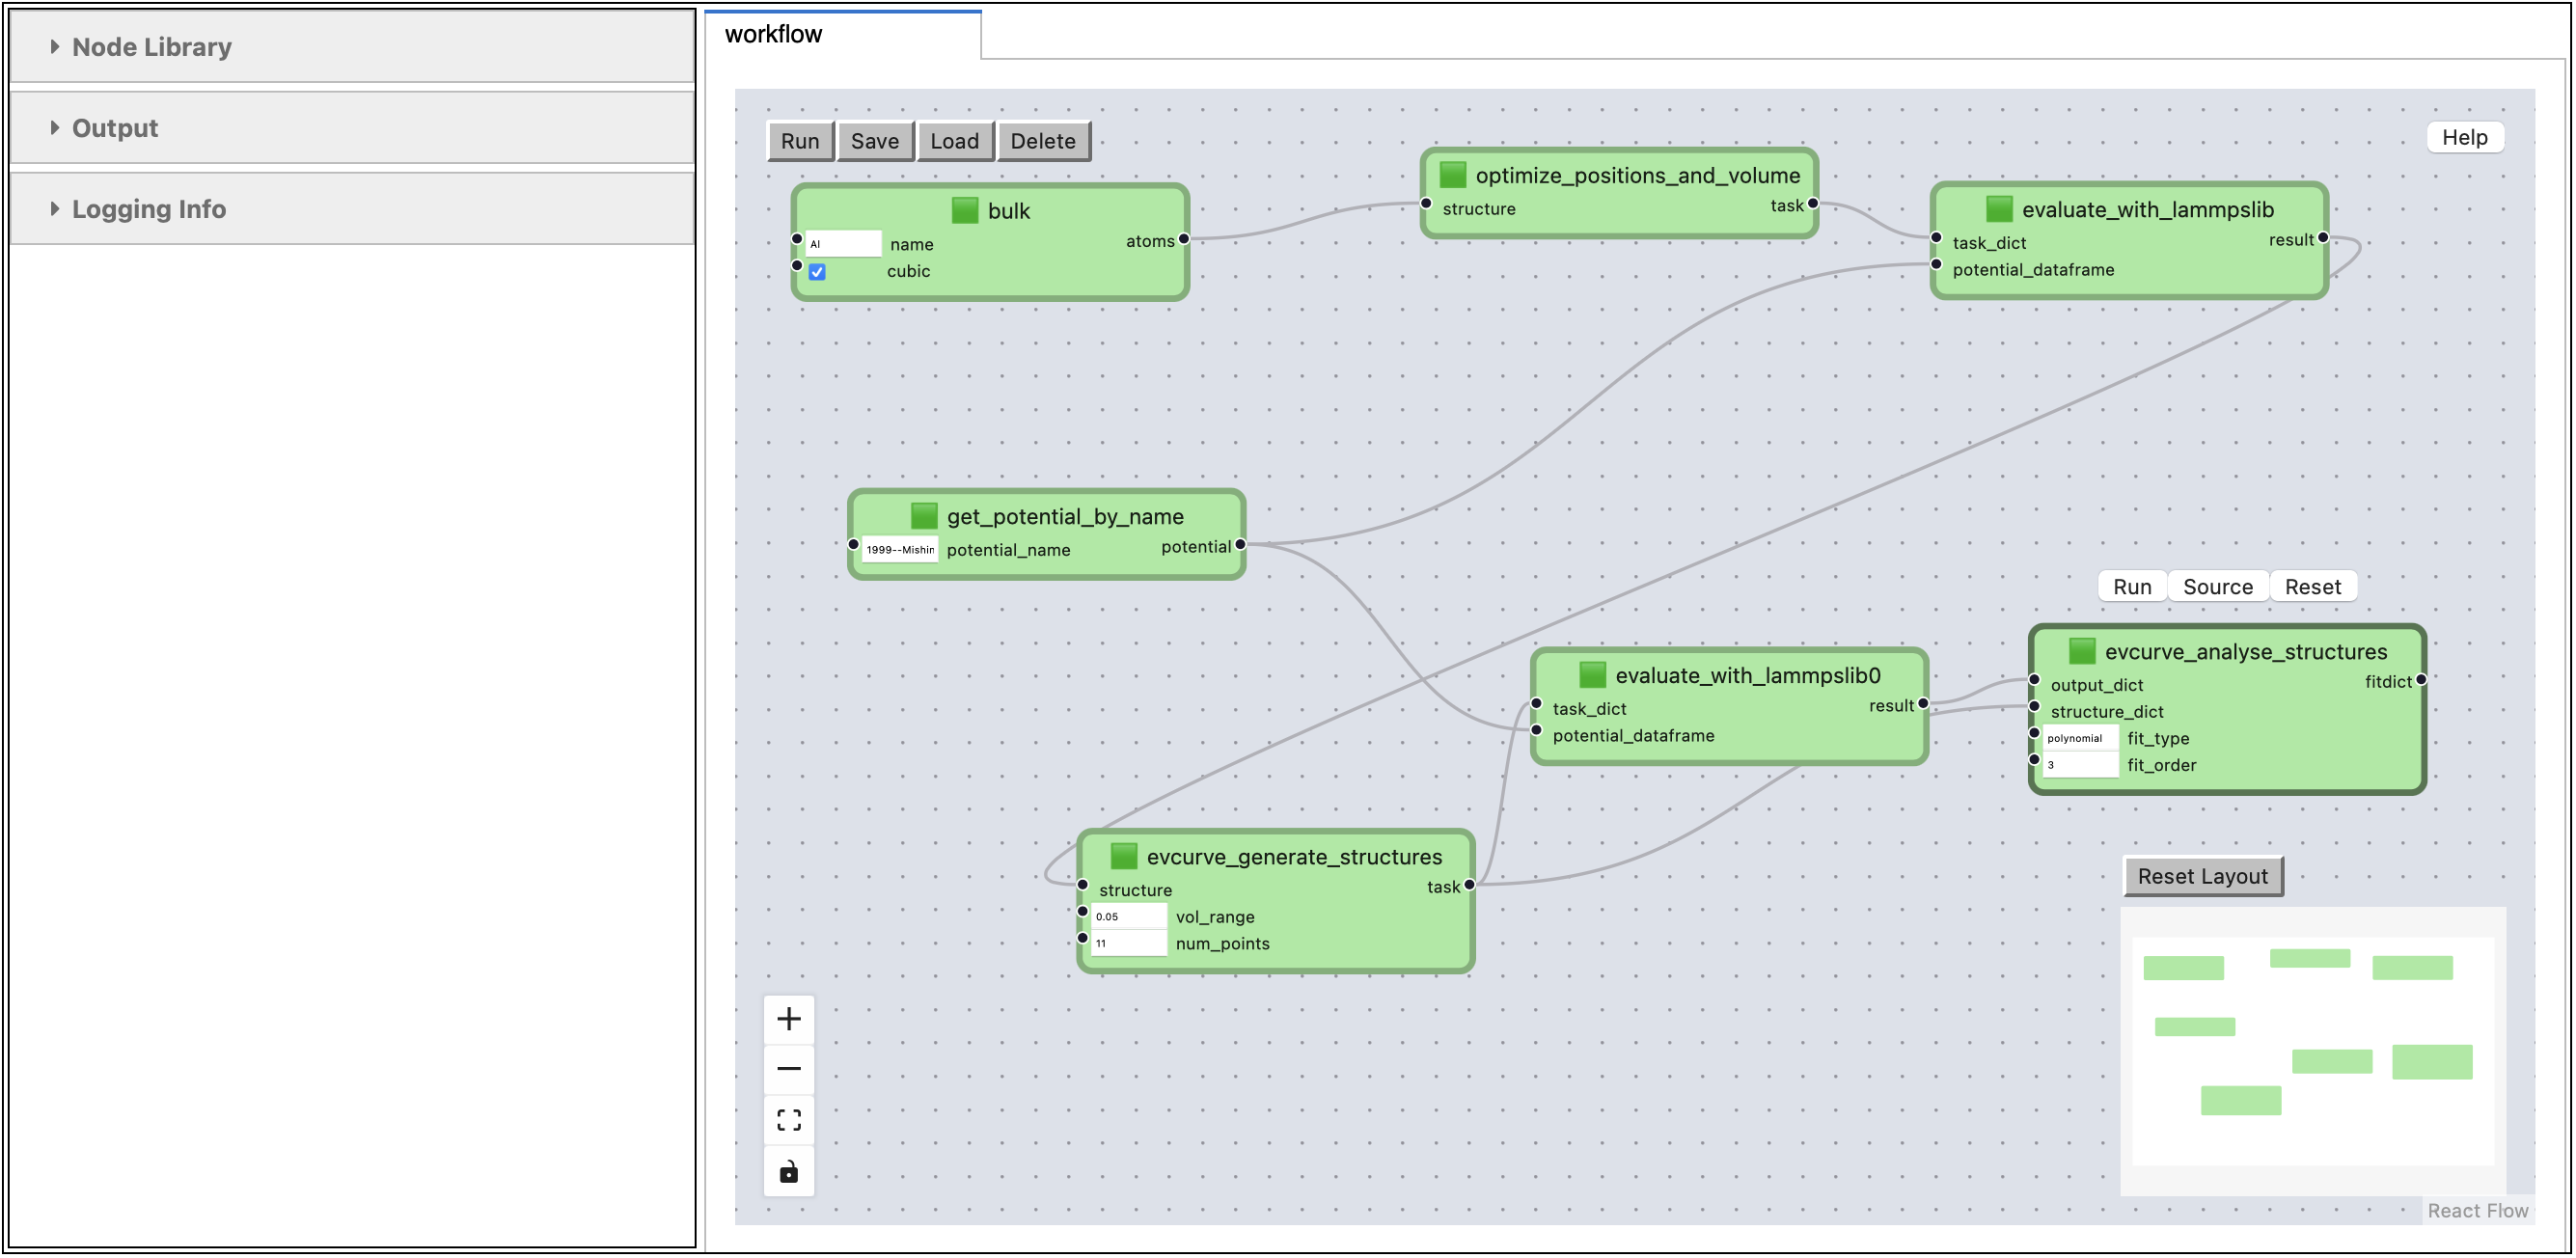 Node Library
Output
Logging Info
workflow
Run Save Load Delete
Help
bulk
Al name
atoms
cubic
optimize_positions_and_volume
structure
task
evaluate_with_lammpslib
task_dict
result
potential_dataframe
get_potential_by_name
1999--Mishin potential_name
potential
Run Source Reset
evaluate_with_lammpslib0
task_dict
result
potential_dataframe
evcurve_analyse_structures
output_dict
fitdict
structure_dict
polynomial fit_type
3 fit_order
evcurve_generate_structures
structure
task
0.05 vol_range
11 num_points
Reset Layout
React Flow